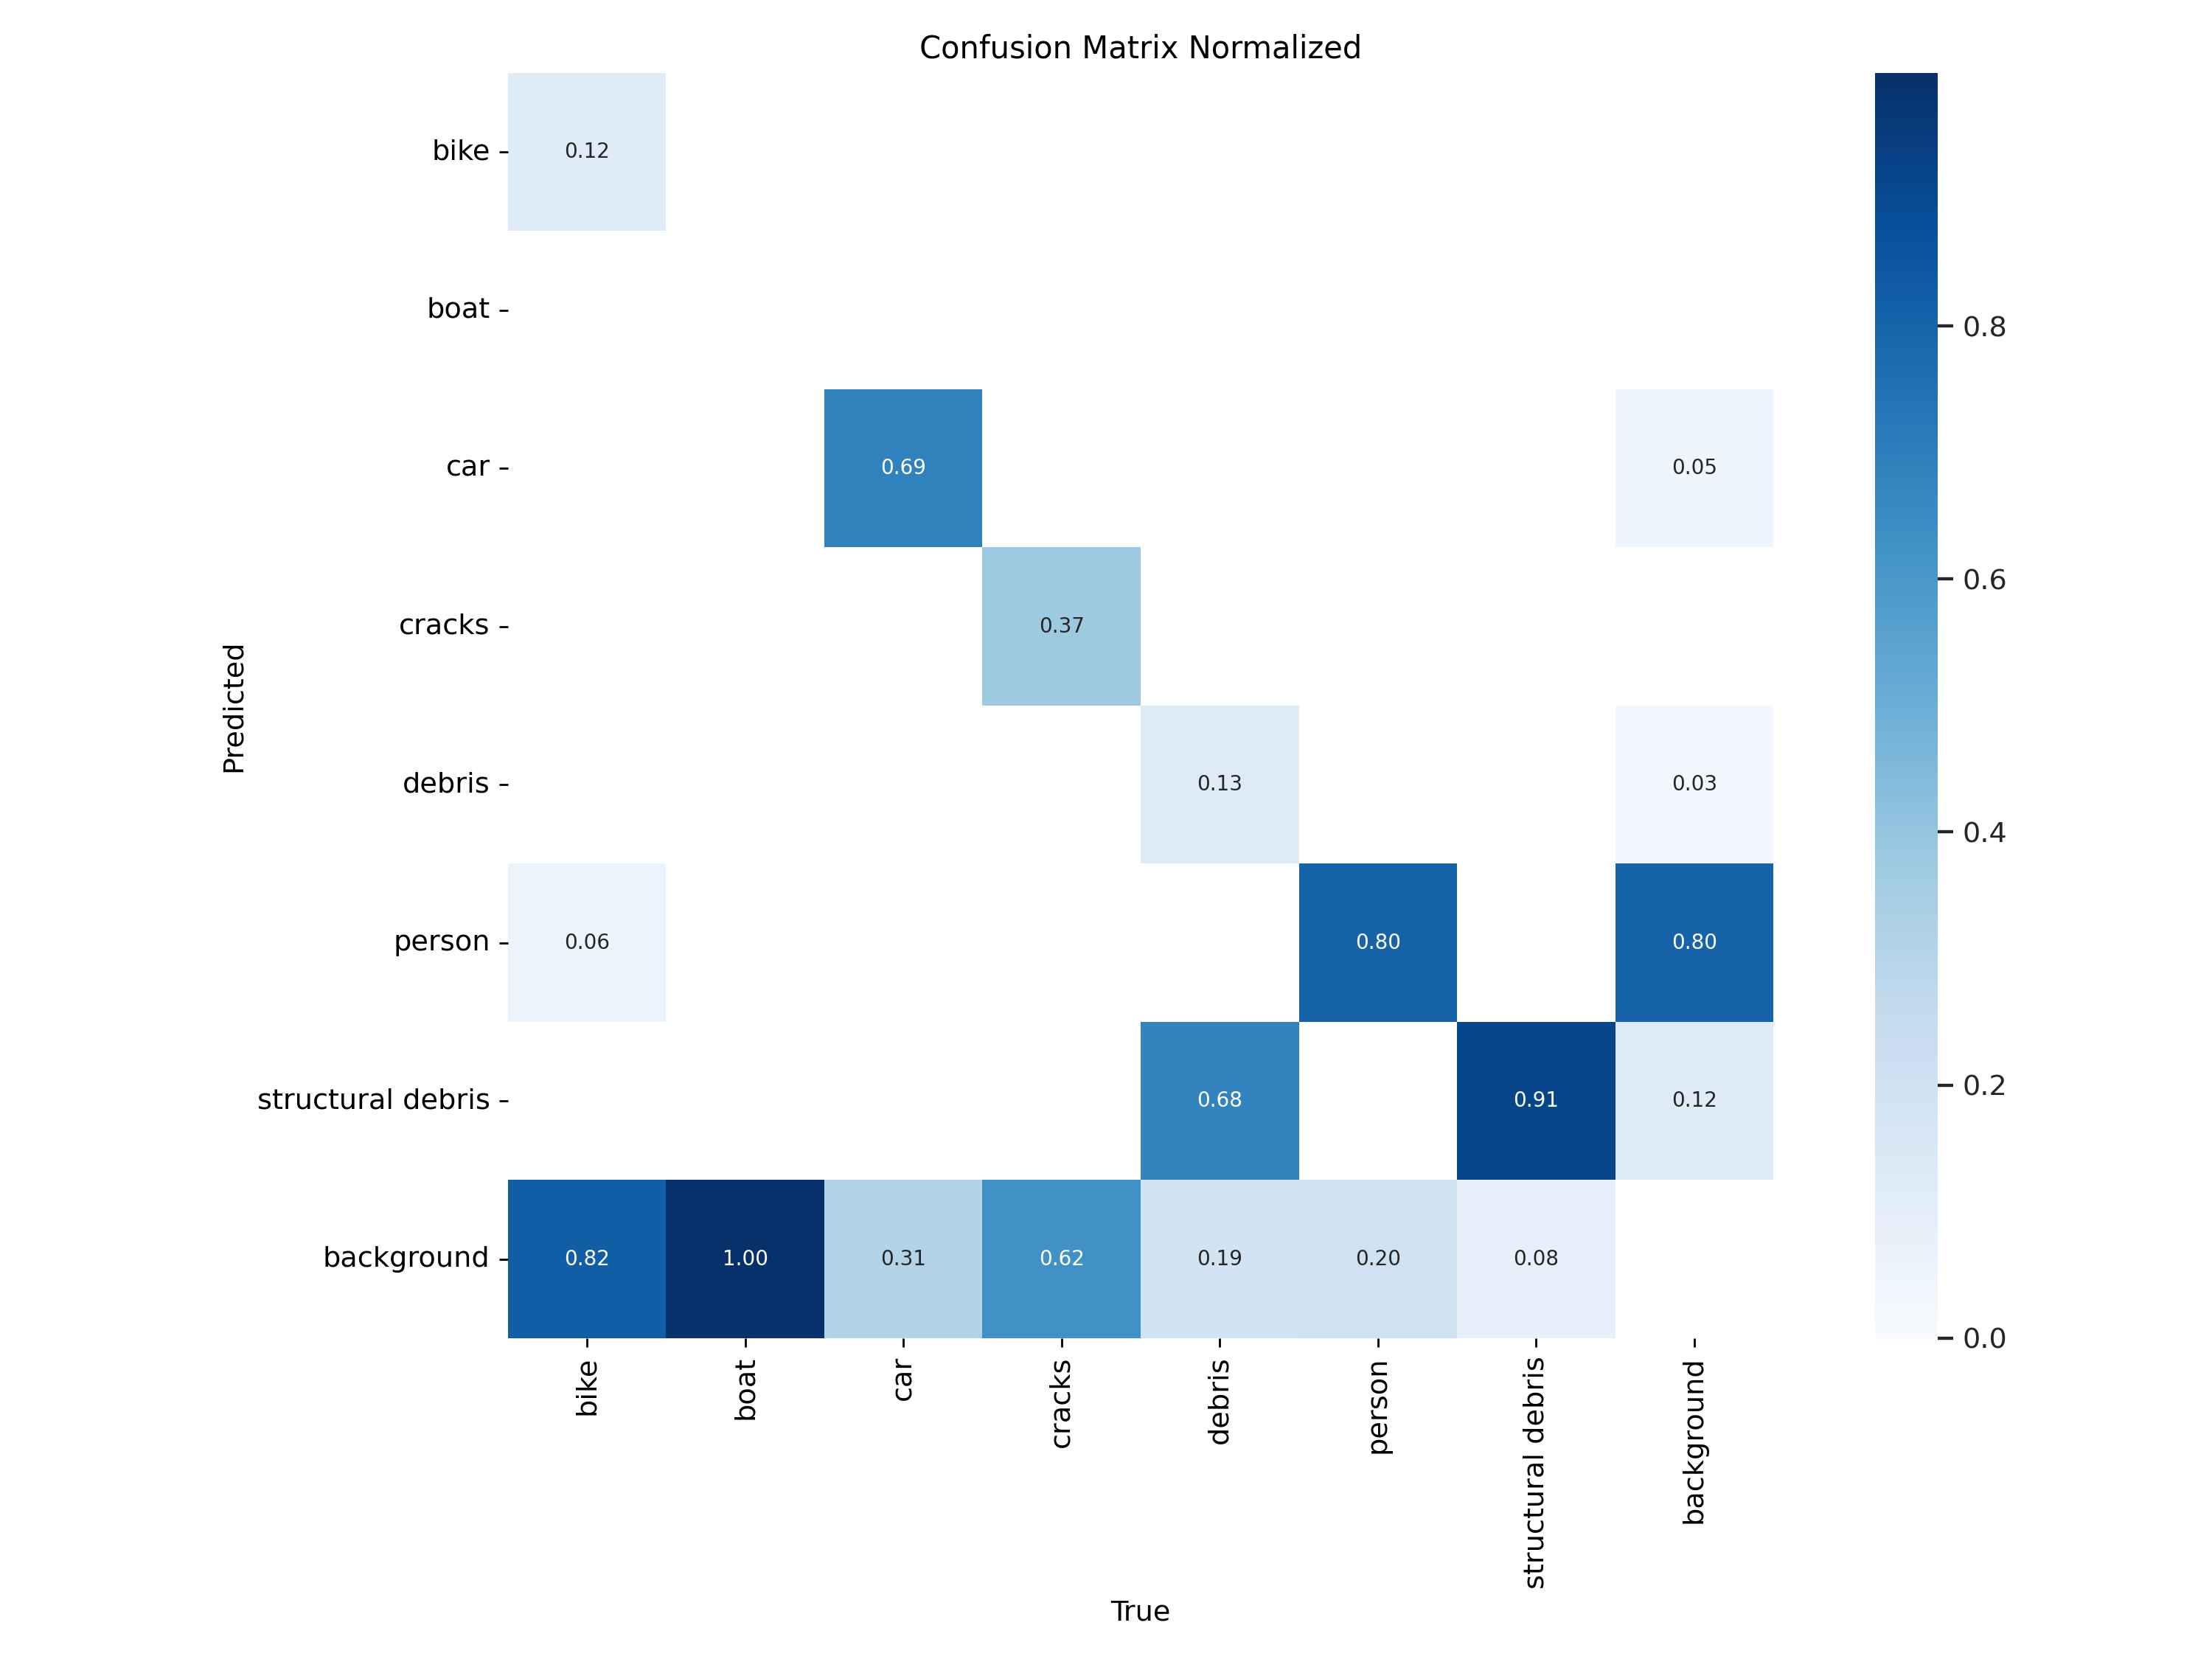 Confusion Matrix Normalized
bike
0.12
boat
0.8
car
0.69
0.05
0.6
cracks
0.37
Predicted
debris
0.13
0.03
0.4
person
0.06
0.80
0.80
structural debris
0.68
0.91
0.12
0.2
background
0.82
1.00
0.31
0.62
0.19
0.20
0.08
0.0
bike
boat
car
cracks
debris
person
structural debris
background
True